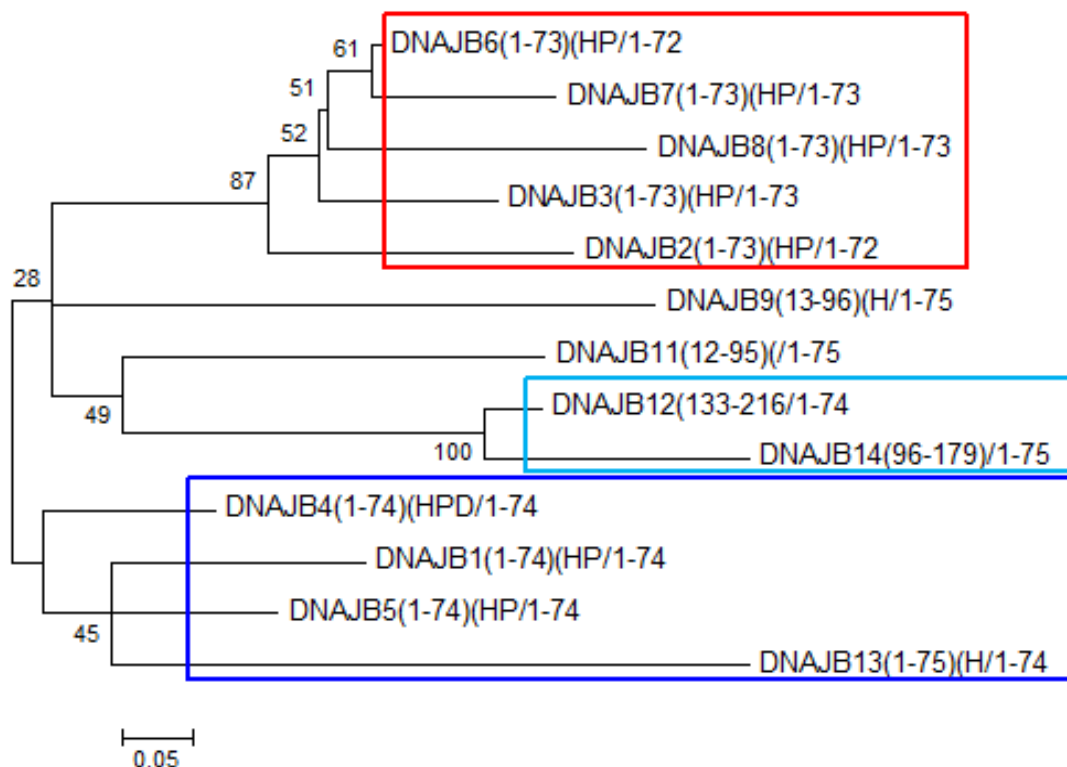 61
DNAJB6(1-73)(HP/1-72
51
DNAJB7(1-73)(HP/1-73
52
DNAJB8(1-73)(HP/1-73
87
DNAJB3(1-73)(HP/1-73
DNAJB2(1-73)(HP/1-72
28
DNAJB9(13-96)(H/1-75
DNAJB11(12-95)(/1-75
49
DNAJB12(133-216/1-74
100
DNAJB14(96-179)/1-75
DNAJB4(1-74)(HPD/1-74
DNAJB1(1-74)(HP/1-74
DNAJB5(1-74)(HP/1-74
45
DNAJB13(1-75)(H/1-74
0.05